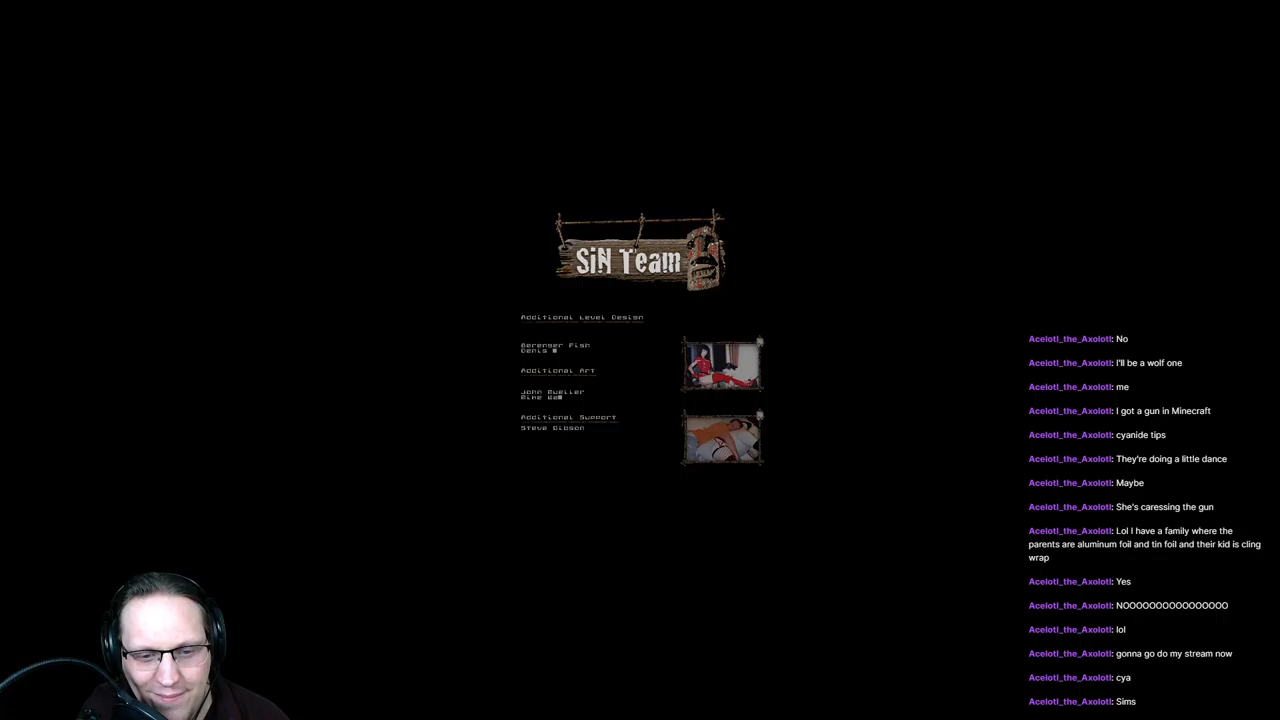 SiN Team
Additional Level Design
Berenger Fish
Denis
Additional Art
John Mueller
Mike Wa
Additional Support
Steve Gibson
Acelotl_the_Axolotl: No
Acelotl_the_Axolotl: I'll be a wolf one
Acelotl_the_Axolotl: me
Acelotl_the_Axolotl: I got a gun in Minecraft
Acelotl_the_Axolotl: cyanide tips
Acelotl_the_Axolotl: They're doing a little dance
Acelotl_the_Axolotl: Maybe
Acelotl_the_Axolotl: She's caressing the gun
Acelotl_the_Axolotl: Lol I have a family where the
parents are aluminum foil and tin foil and their kid is cling
wrap
Acelotl_the_Axolotl: Yes
Acelotl_the_Axolotl: NOOOOOOOOOOOOOOOO
Acelotl_the_Axolotl: lol
Acelotl_the_Axolotl: gonna go do my stream now
Acelotl_the_Axolotl: cya
Acelotl_the_Axolotl: Sims